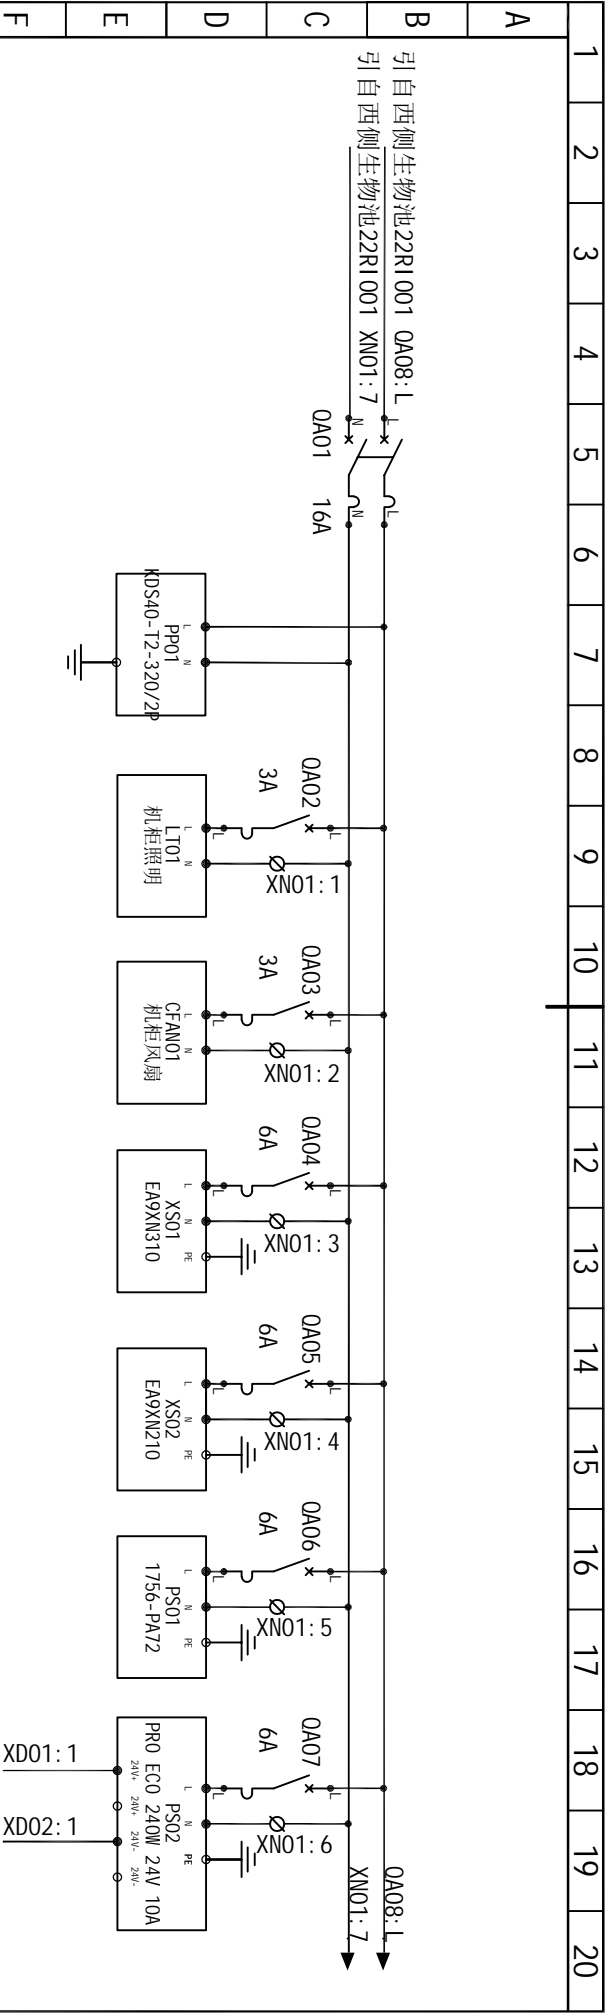 1
2
3
4
5
6
7
8
9
10
11
12
13
14
15
16
17
18
19
20
A
B
C
D
E
F
引自西侧生物池22RI001 QA08:L
引自西侧生物池22RI001 XN01:7
L
N
QA01
16A
L
N
L
N
PP01
KDS40-T2-320/2P
QA02
3A
L
L
XN01:1
L
N
LT01
机柜照明
QA03
3A
L
L
XN01:2
L
N
CFAN01
机柜风扇
QA04
6A
L
L
XN01:3
L
N
PE
XS01
EA9XN310
QA05
6A
L
L
XN01:4
L
N
PE
XS02
EA9XN210
QA06
6A
L
L
XN01:5
L
N
PE
PS01
1756-PA72
QA07
6A
L
L
XN01:6
L
N
PE
PS02
PRO ECO 240W 24V 10A
24V+
24V+
24V-
24V-
XD01:1
XD02:1
QA08:L
XN01:7